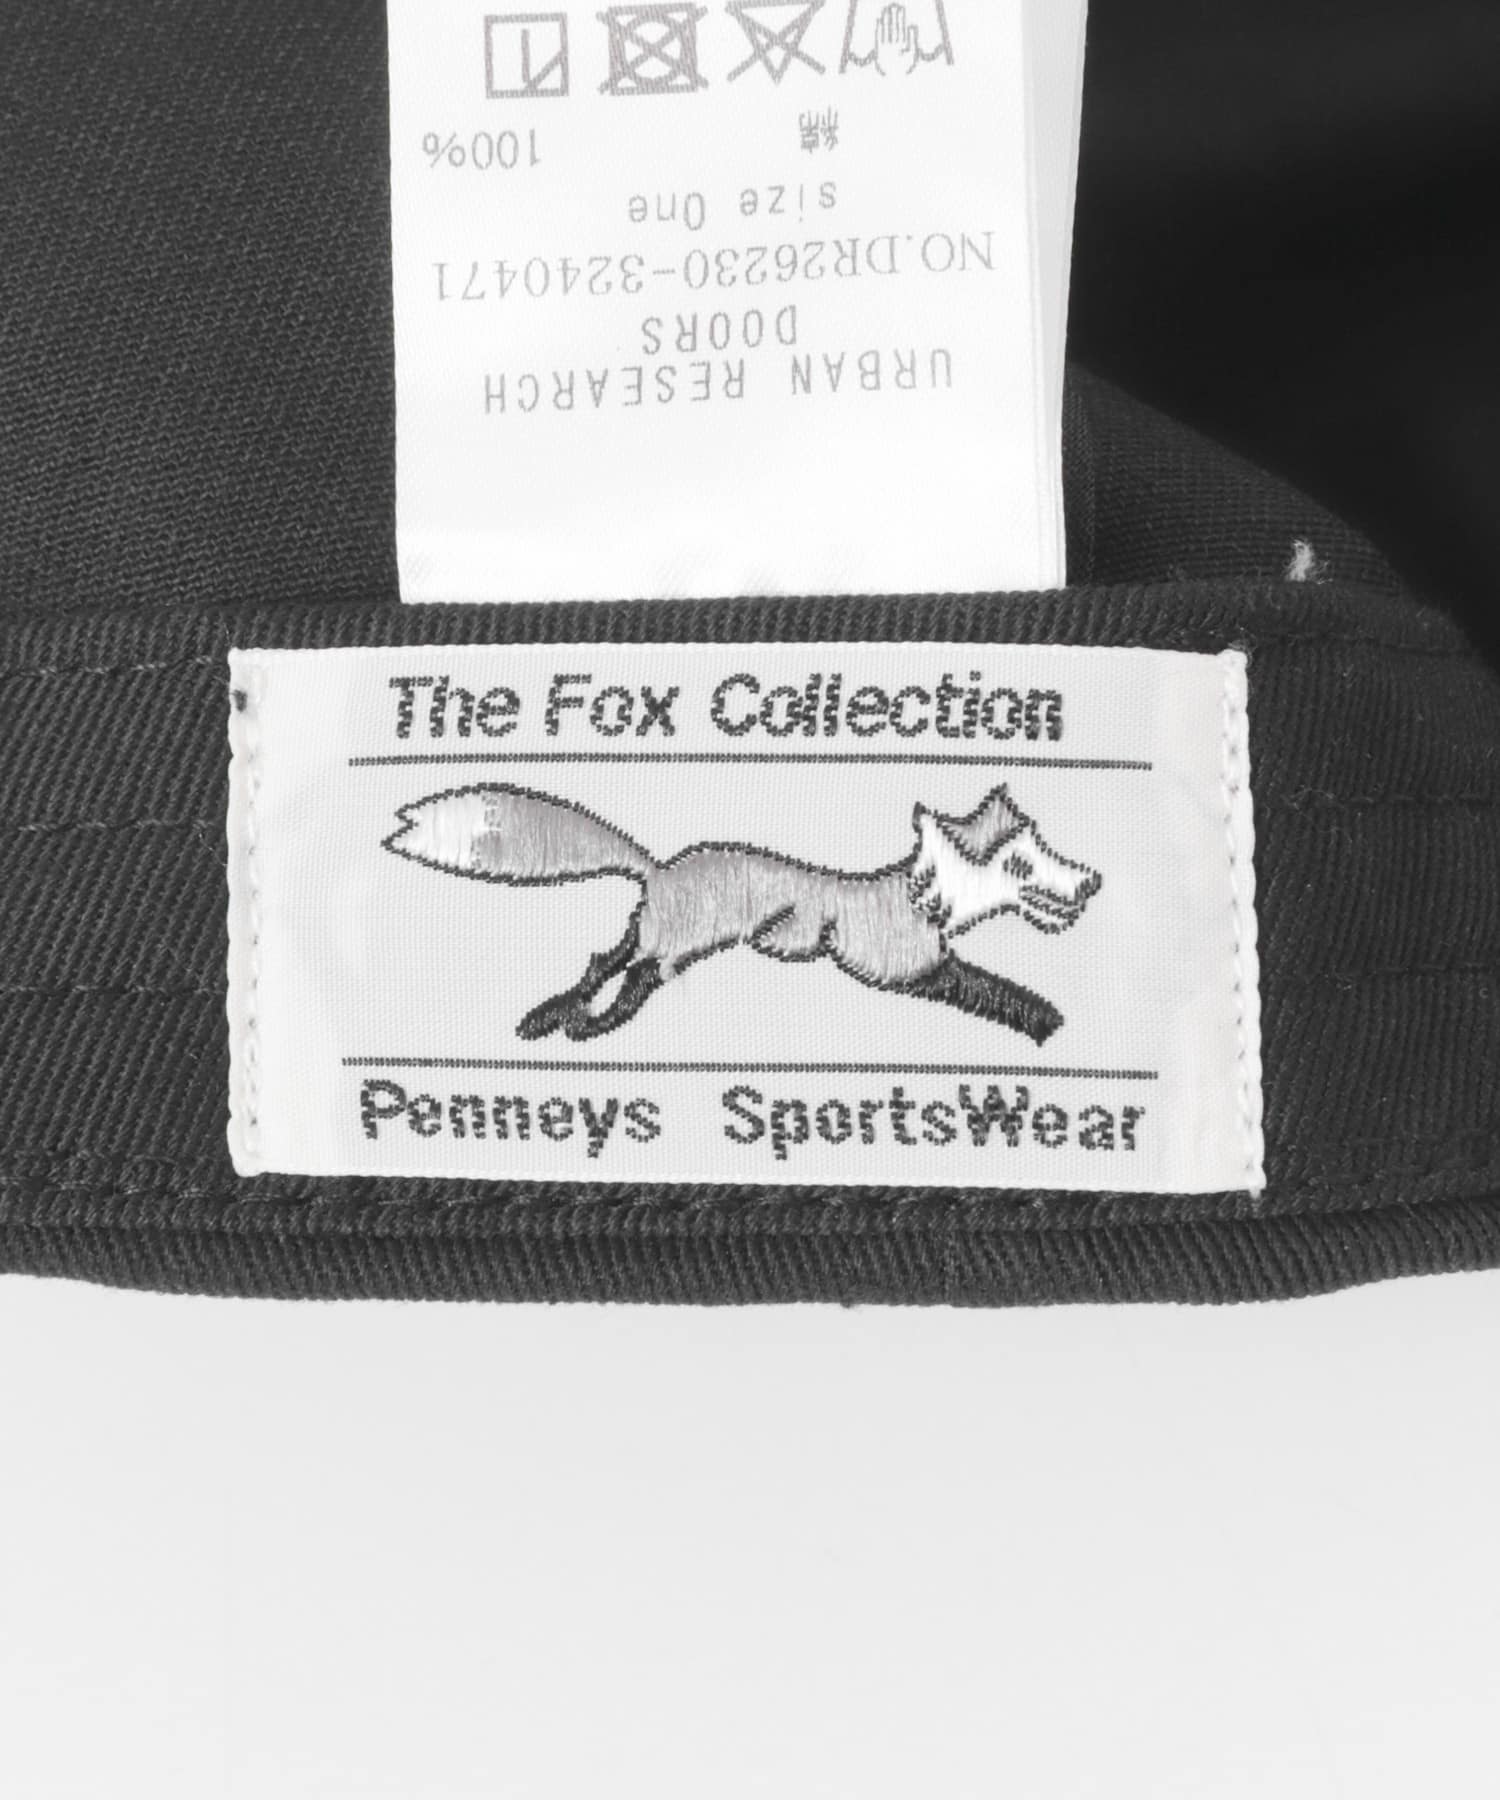 URBAN RESEARCH
DOORS
NO.DR26230-3240471
size One
綿 100%
The Fox Collection
Penneys SportsWear